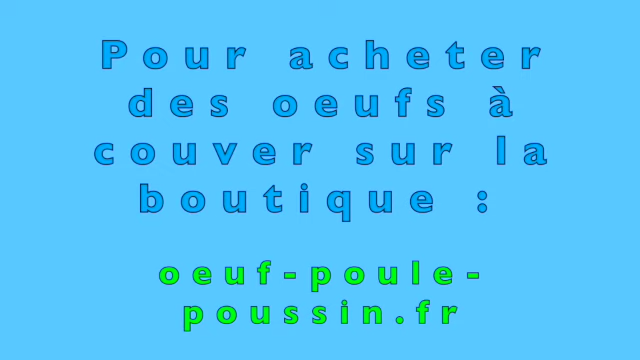 Pour acheter
des oeufs à
couver sur la
boutique :
oeuf-poule-
poussin.fr